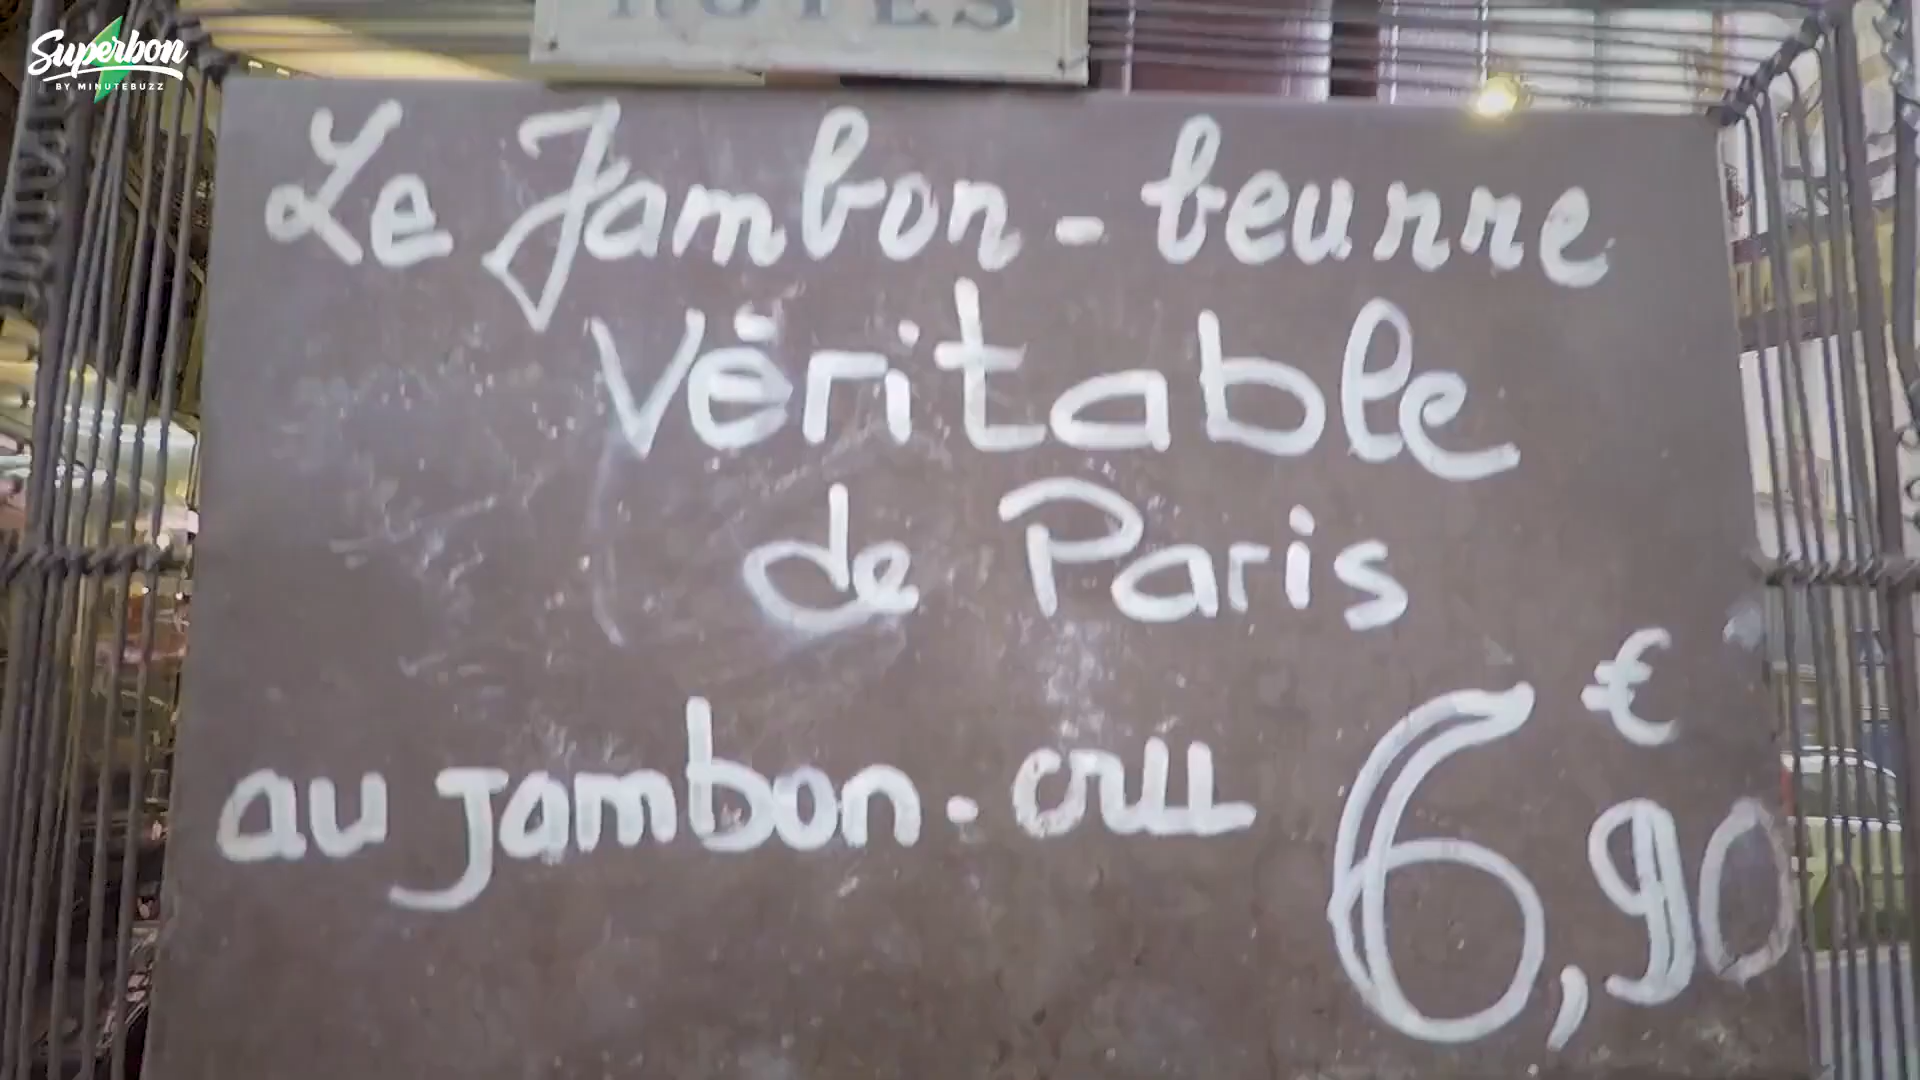 Superbon
BY MINUTEBUZZ
Le Jambon - beurre
Véritable
de Paris
au jambon - cru 6,90 €